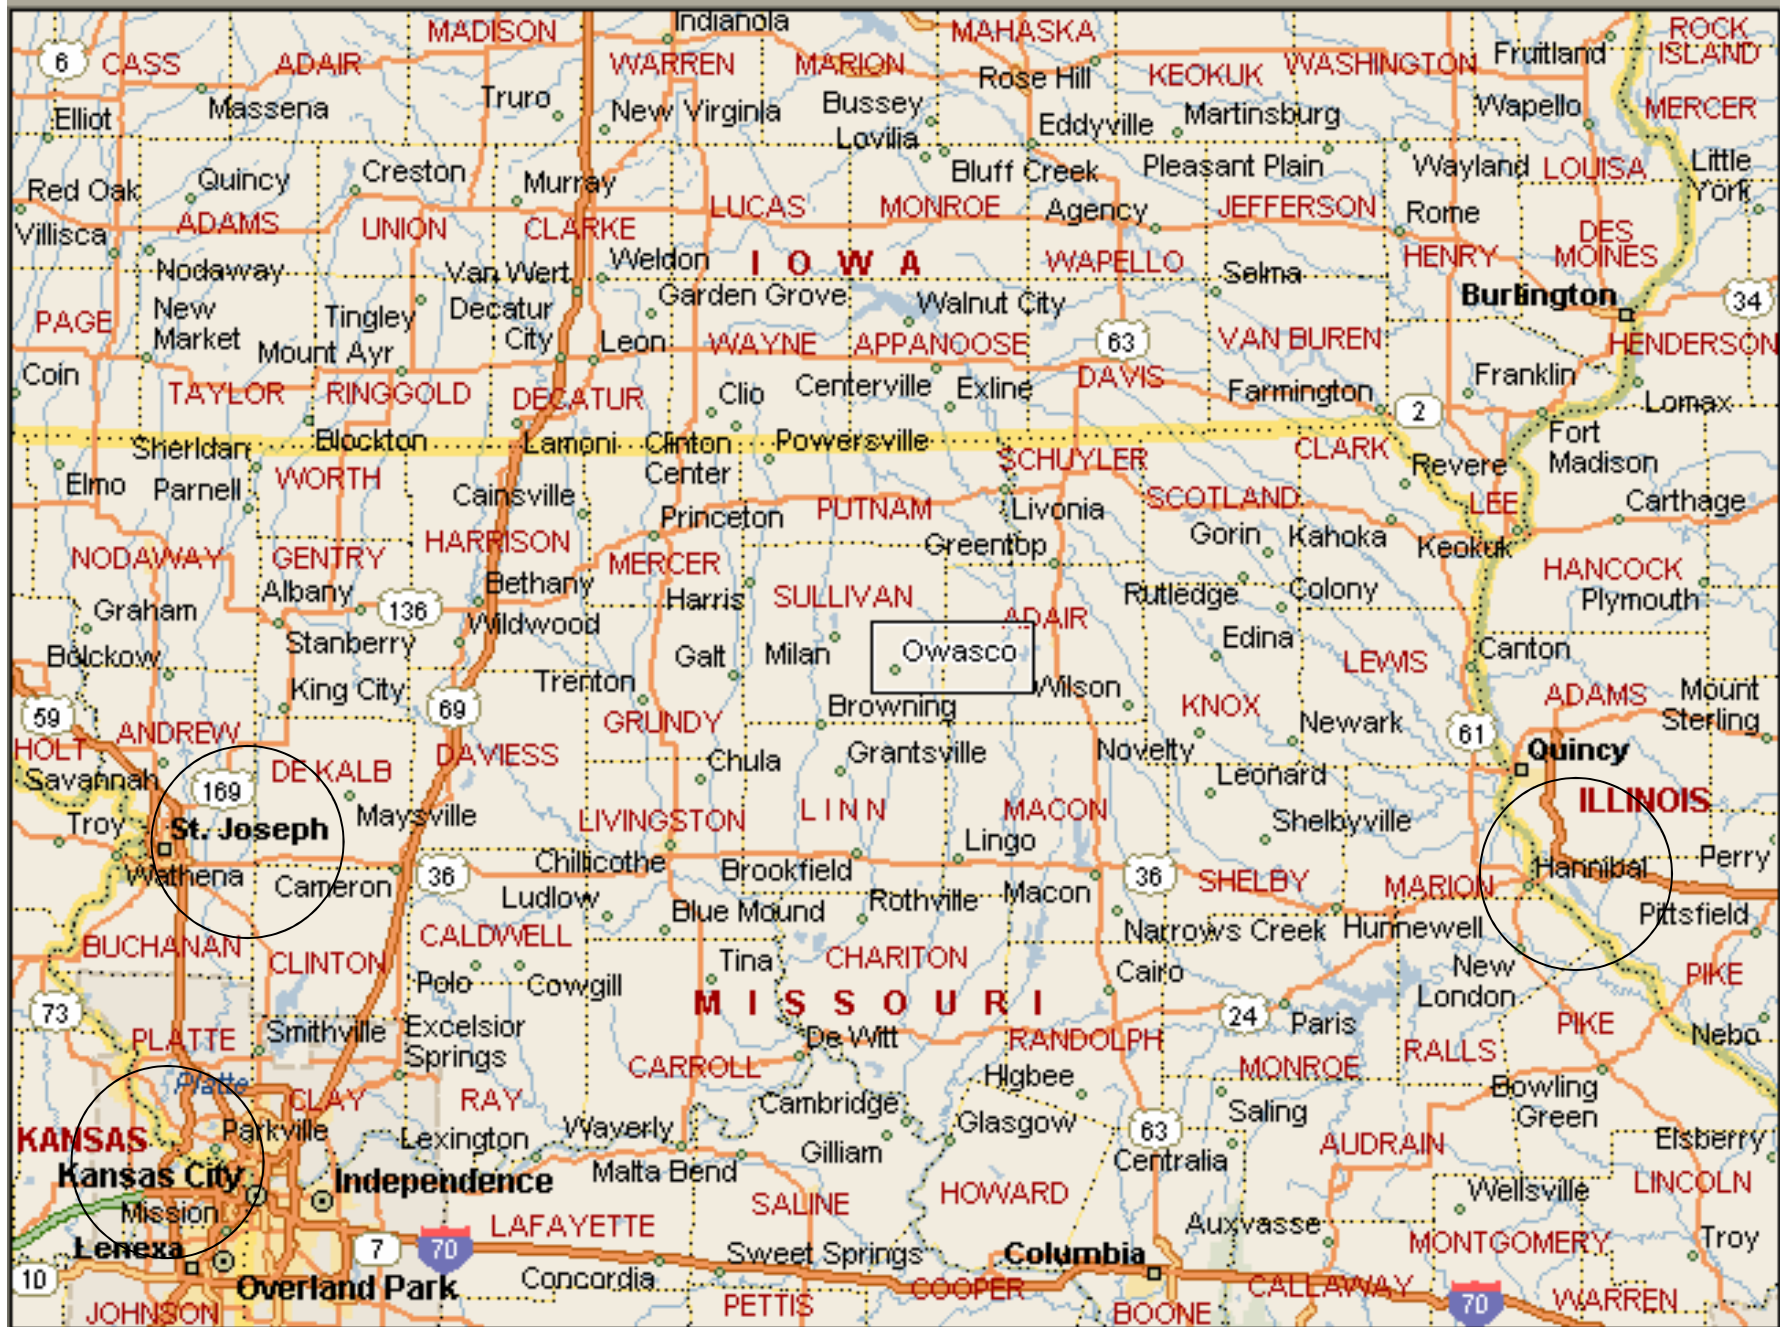 Indianola
MADISON
MAHASKA
ROCK
ISLAND
6
CASS
ADAIR
WARREN
MARION
Rose Hill
KEOKUK
WASHINGTON
Fruitland
Massena
Truro
New Virginia
Bussey
Martinsburg
Wapello
MERCER
Elliot
Lovilia
Eddyville
Red Oak
Quincy
Creston
Murray
Bluff Creek
Pleasant Plain
Wayland
LOUISA
Little
York
Villisca
ADAMS
UNION
CLARKE
LUCAS
MONROE
Agency
JEFFERSON
Rome
DES
MOINES
Nodaway
Van Wert
Weldon
IOWA
WAPELLO
Selma
HENRY
PAGE
New
Market
Tingley
Decatur
City
Garden Grove
Walnut City
Burlington
34
Mount Ayr
Leon
WAYNE
APPANOOSE
63
VAN BUREN
HENDERSON
Coin
TAYLOR
RINGGOLD
DECATUR
Clio
Centerville
Exline
DAVIS
Farmington
Franklin
2
Lomax
Sheridan
Blockton
Lamoni
Clinton
Center
Powersville
CLARK
Fort
Madison
Elmo
Parnell
WORTH
Cainsville
SCHUYLER
Revere
Princeton
PUTNAM
Livonia
SCOTLAND
LEE
Carthage
NODAWAY
GENTRY
HARRISON
MERCER
Greentop
Gorin
Kahoka
Keokuk
Albany
Bethany
Harris
SULLIVAN
Rutledge
Colony
HANCOCK
Plymouth
Graham
136
Wildwood
ADAIR
Bolckow
Stanberry
Galt
Milan
Owasco
Edina
LEWIS
Canton
King City
Trenton
Wilson
59
69
GRUNDY
Browning
KNOX
Newark
61
ADAMS
Mount
Sterling
HOLT
ANDREW
DE KALB
DAVIESS
Chula
Grantsville
Novelty
Quincy
Savannah
169
Leonard
Maysville
LIVINGSTON
LINN
MACON
Shelbyville
ILLINOIS
Troy
St. Joseph
Lingo
Wathena
Cameron
36
Chillicothe
Brookfield
36
Hannibal
Perry
Ludlow
Blue Mound
Rothville
Macon
SHELBY
MARION
BUCHANAN
CLINTON
CALDWELL
Narrows Creek
Hunnewell
Pittsfield
Polo
Cowgill
Tina
CHARITON
Cairo
New
London
PIKE
73
MISSOURI
24
Paris
PIKE
PLATTE
Smithville
Excelsior
Springs
De Witt
RANDOLPH
RALLS
Nebo
Platte
CLAY
RAY
CARROLL
Higbee
MONROE
Bowling
Green
KANSAS
Parkville
Lexington
Waverly
Cambridge
Glasgow
63
Saling
AUDRAIN
Elsberry
Kansas City
Independence
Malta Bend
Gilliam
Centralia
Mission
SALINE
HOWARD
Wellsville
LINCOLN
Lenexa
7
70
LAFAYETTE
Sweet Springs
Columbia
Auxvasse
MONTGOMERY
Troy
10
Overland Park
Concordia
COOPER
CALLAWAY
70
WARREN
JOHNSON
PETTIS
BOONE